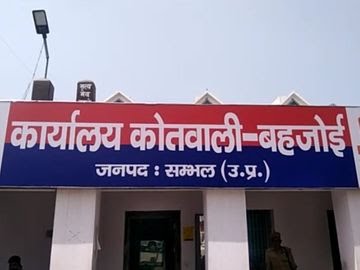 कार्यालय कोतवाली-बहजोई
जनपद : सम्भल (उ.प्र.)